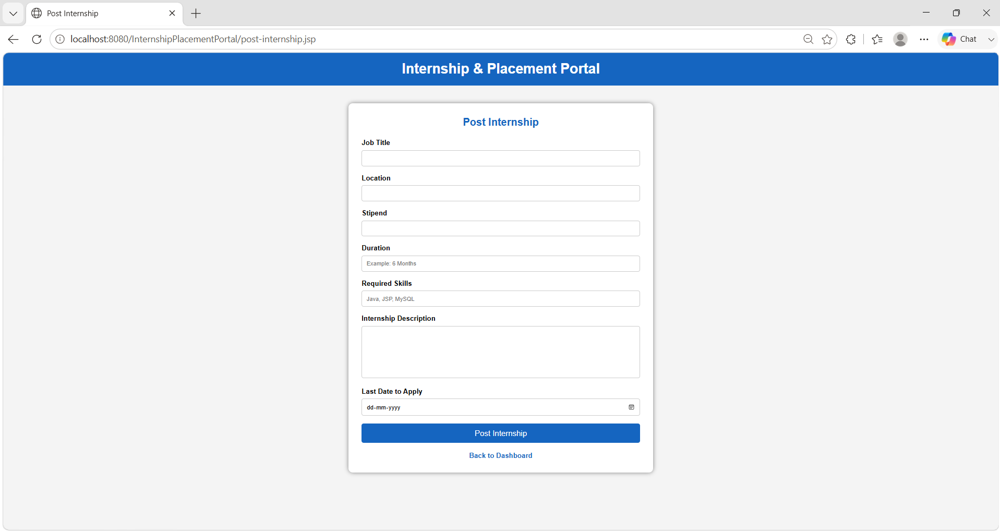 Post Internship
localhost:8080/InternshipPlacementPortal/post-internship.jsp
Chat
Internship & Placement Portal
Post Internship
Job Title
Location
Stipend
Duration
Example: 6 Months
Required Skills
Java, JSP, MySQL
Internship Description
Last Date to Apply
dd-mm-yyyy
Post Internship
Back to Dashboard